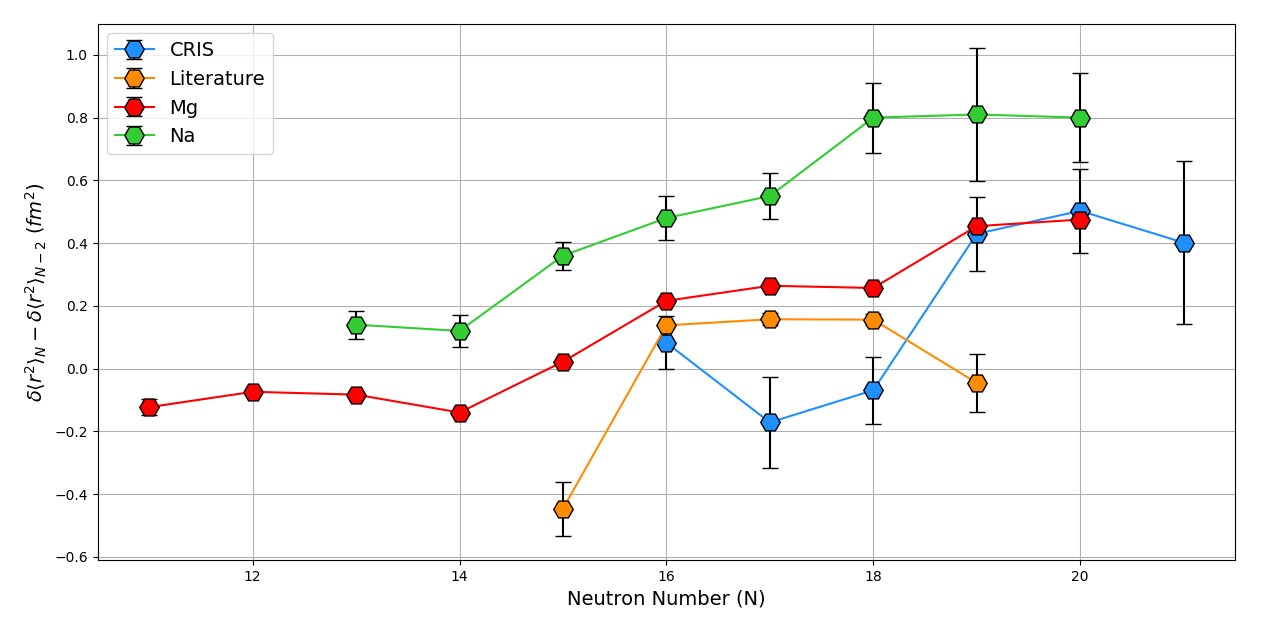 CRIS
Literature
Mg
Na
1.0
0.8
0.6
0.4
0.2
0.0
−0.2
−0.4
−0.6
δ⟨r²⟩_N − δ⟨r²⟩_{N−2} (fm²)
12
14
16
18
20
Neutron Number (N)